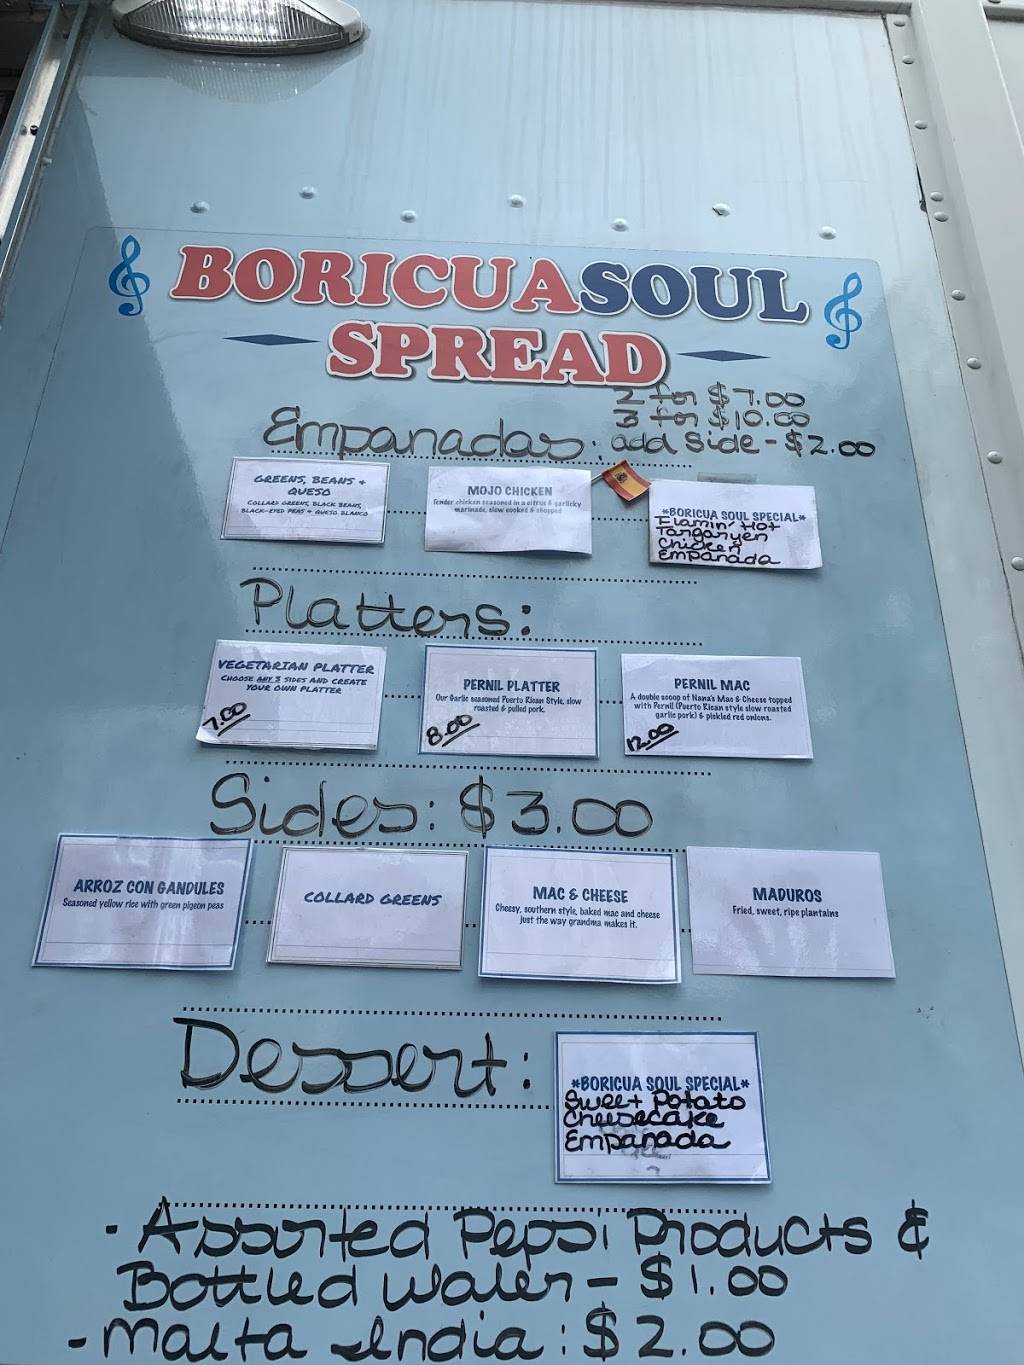 BORICUASOUL
SPREAD
2 for $7.00
3 for $10.00
Empanadas: add side - $2.00
GREENS, BEANS &
QUESO
COLLARD GREENS, BLACK BEANS,
BLACK-EYED PEAS & QUESO BLANCO
MOJO CHICKEN
Tender chicken seasoned in a citrus & garlicky
marinade, slow cooked & chopped
*BORICUA SOUL SPECIAL*
Flamin' Hot
Targaryen
Chicken
Empanada
Platters:
VEGETARIAN PLATTER
CHOOSE ANY 3 SIDES AND CREATE
YOUR OWN PLATTER
7.00
PERNIL PLATTER
Our Garlic seasoned Puerto Rican Style, slow
roasted & pulled pork.
8.00
PERNIL MAC
A double scoop of Nana's Mac & Cheese topped
with Pernil (Puerto Rican style slow roasted
garlic pork) & pickled red onions.
12.00
Sides: $3.00
ARROZ CON GANDULES
Seasoned yellow rice with green pigeon peas
COLLARD GREENS
MAC & CHEESE
Cheesy, southern style, baked mac and cheese
just the way grandma makes it.
MADUROS
Fried, sweet, ripe plantains
Dessert:
*BORICUA SOUL SPECIAL*
Sweet Potato
Cheesecake
Empanada
- Assorted Pepsi Products &
Bottled Water - $1.00
- Malta India: $2.00